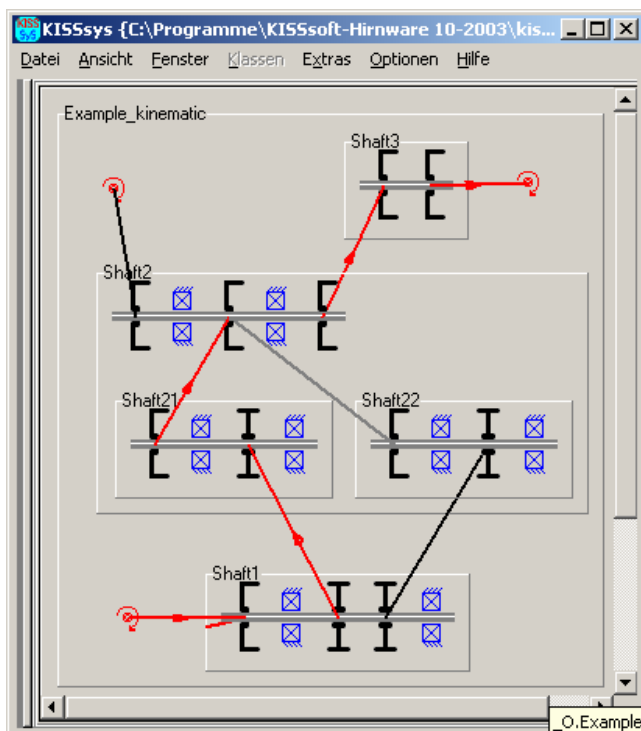 KISSsys {C:\Programme\KISSsoft-Hirnware 10-2003\kis...
Datei Ansicht Fenster Klassen Extras Optionen Hilfe
Example_kinematic
Shaft3
Shaft2
Shaft21 Shaft22
Shaft1
_O.Example